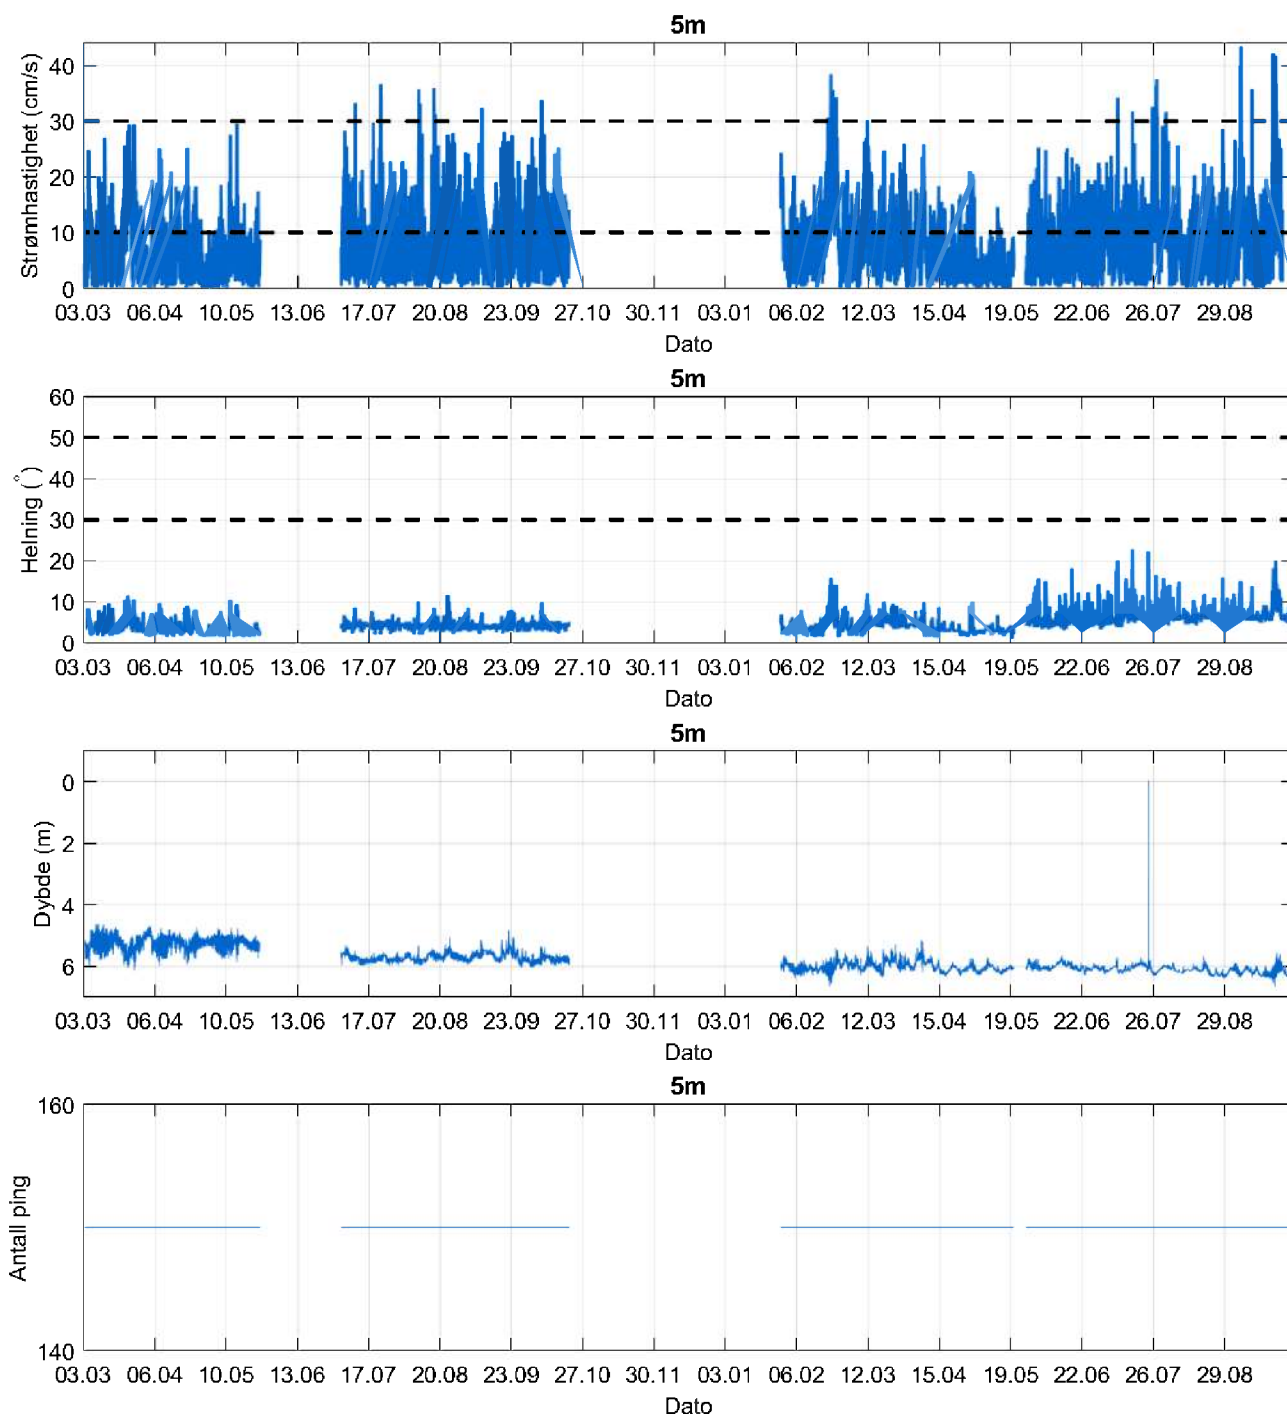 5m
Strømhastighet (cm/s)
40
30
20
10
0
03.03 06.04 10.05 13.06 17.07 20.08 23.09 27.10 30.11 03.01 06.02 12.03 15.04 19.05 22.06 26.07 29.08
Dato
5m
Helning (°)
60
50
40
30
20
10
0
03.03 06.04 10.05 13.06 17.07 20.08 23.09 27.10 30.11 03.01 06.02 12.03 15.04 19.05 22.06 26.07 29.08
Dato
5m
Dybde (m)
0
2
4
6
03.03 06.04 10.05 13.06 17.07 20.08 23.09 27.10 30.11 03.01 06.02 12.03 15.04 19.05 22.06 26.07 29.08
Dato
5m
Antall ping
160
140
03.03 06.04 10.05 13.06 17.07 20.08 23.09 27.10 30.11 03.01 06.02 12.03 15.04 19.05 22.06 26.07 29.08
Dato